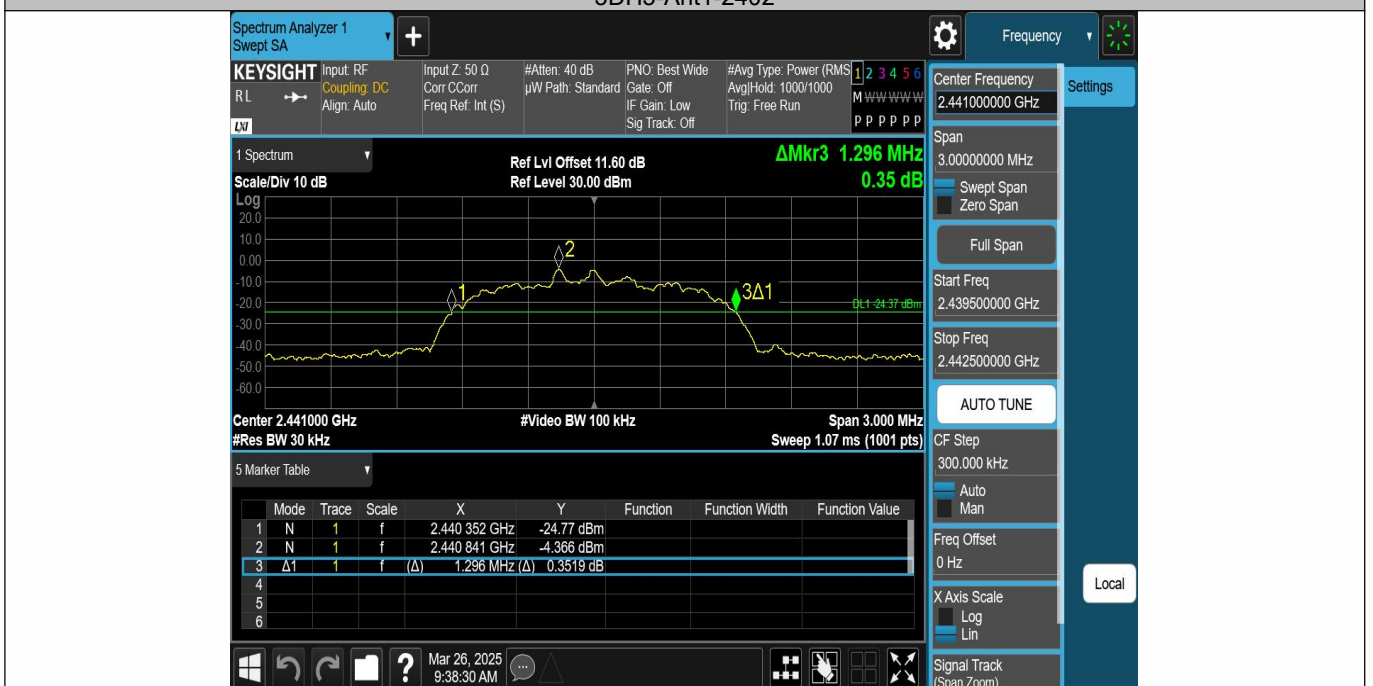 3DH5-Ant1-2402
Spectrum Analyzer 1
Swept SA
+
Frequency
KEYSIGHT
RL
LXI
Input: RF
Coupling: DC
Align: Auto
Input Z: 50 Ω
Corr CCorr
Freq Ref: Int (S)
#Atten: 40 dB
µW Path: Standard
PNO: Best Wide
Gate: Off
IF Gain: Low
Sig Track: Off
#Avg Type: Power (RMS
Avg|Hold: 1000/1000
Trig: Free Run
1 2 3 4 5 6
M W W W W W
P P P P P P
Center Frequency
2.441000000 GHz
Settings
1 Spectrum
Scale/Div 10 dB
Ref Lvl Offset 11.60 dB
Ref Level 30.00 dBm
ΔMkr3 1.296 MHz
0.35 dB
Span
3.00000000 MHz
Swept Span
Zero Span
Log
20.0
10.0
0.00
-10.0
-20.0
-30.0
-40.0
-50.0
-60.0
1
2
3Δ1
DL1 -24.37 dBm
Full Span
Start Freq
2.439500000 GHz
Stop Freq
2.442500000 GHz
AUTO TUNE
Center 2.441000 GHz
#Video BW 100 kHz
Span 3.000 MHz
#Res BW 30 kHz
Sweep 1.07 ms (1001 pts)
CF Step
300.000 kHz
Auto
Man
5 Marker Table
Mode Trace Scale X Y Function Function Width Function Value
1 N 1 f 2.440 352 GHz -24.77 dBm
2 N 1 f 2.440 841 GHz -4.366 dBm
3 Δ1 1 f (Δ) 1.296 MHz (Δ) 0.3519 dB
4
5
6
Freq Offset
0 Hz
X Axis Scale
Log
Lin
Local
Signal Track
(Span Zoom)
?
Mar 26, 2025
9:38:30 AM